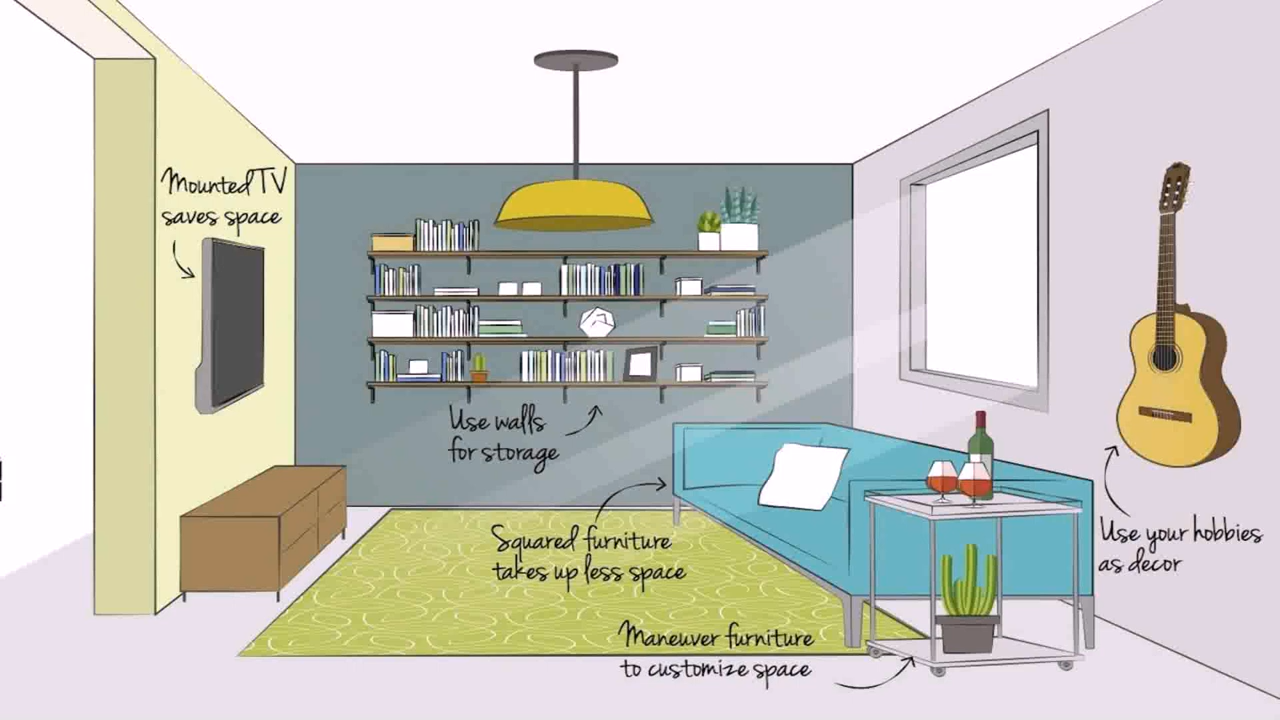 Mounted TV
saves space
Use walls
for storage
Squared furniture
takes up less space
Maneuver furniture
to customize space
Use your hobbies
as decor